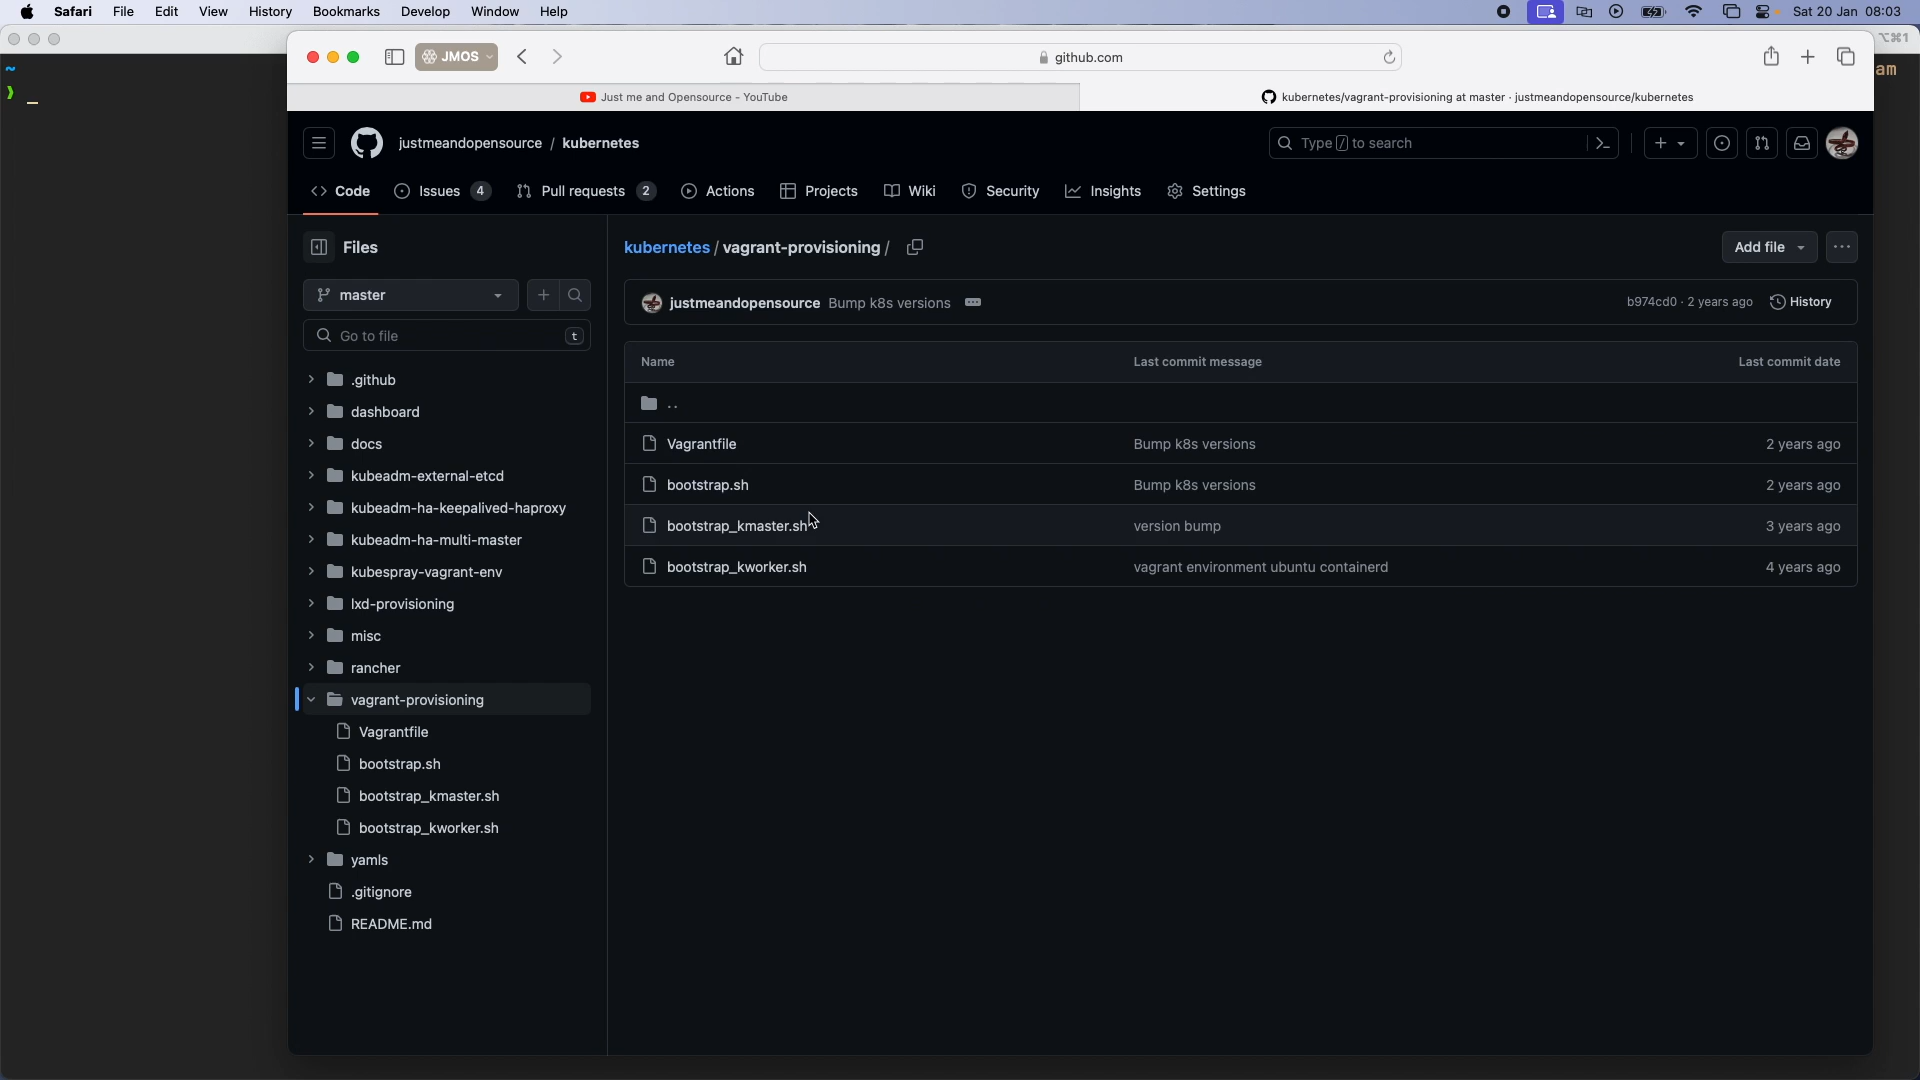 Safari File Edit View History Bookmarks Develop Window Help Sat 20 Jan 08:03
⌥⌘1
JMOS github.com
Just me and Opensource - YouTube kubernetes/vagrant-provisioning at master · justmeandopensource/kubernetes
~
❯ _
am
justmeandopensource / kubernetes Type / to search
Code Issues 4 Pull requests 2 Actions Projects Wiki Security Insights Settings
Files
master
Go to file t
.github
dashboard
docs
kubeadm-external-etcd
kubeadm-ha-keepalived-haproxy
kubeadm-ha-multi-master
kubespray-vagrant-env
lxd-provisioning
misc
rancher
vagrant-provisioning
Vagrantfile
bootstrap.sh
bootstrap_kmaster.sh
bootstrap_kworker.sh
yamls
.gitignore
README.md
kubernetes / vagrant-provisioning / Add file ...
justmeandopensource Bump k8s versions ... b974cd0 · 2 years ago History
Name Last commit message Last commit date
..
Vagrantfile Bump k8s versions 2 years ago
bootstrap.sh Bump k8s versions 2 years ago
bootstrap_kmaster.sh version bump 3 years ago
bootstrap_kworker.sh vagrant environment ubuntu containerd 4 years ago